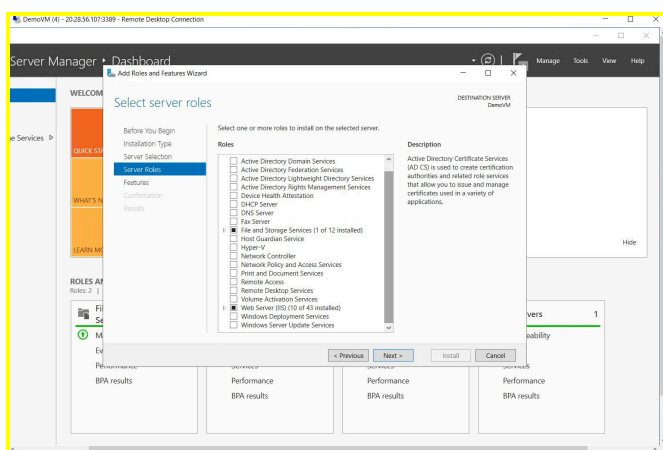 DemoVM (4) - 20.28.56.107:3389 - Remote Desktop Connection
Server Manager • Dashboard
Manage Tools View Help
Add Roles and Features Wizard
WELCOM
Select server roles
DESTINATION SERVER
DemoVM
Before You Begin
Installation Type
Server Selection
Server Roles
Features
Confirmation
Results
Select one or more roles to install on the selected server.
Roles
Active Directory Domain Services
Active Directory Federation Services
Active Directory Lightweight Directory Services
Active Directory Rights Management Services
Device Health Attestation
DHCP Server
DNS Server
Fax Server
File and Storage Services (1 of 12 installed)
Host Guardian Service
Hyper-V
Network Controller
Network Policy and Access Services
Print and Document Services
Remote Access
Remote Desktop Services
Volume Activation Services
Web Server (IIS) (10 of 43 installed)
Windows Deployment Services
Windows Server Update Services
Description
Active Directory Certificate Services
(AD CS) is used to create certification
authorities and related role services
that allow you to issue and manage
certificates used in a variety of
applications.
< Previous Next > Install Cancel
e Services
QUICK STA
WHAT'S N
LEARN MO
Hide
ROLES AN
Roles: 2 |
Fil
Se
vers 1
M
eability
Ev
Performance
Services
Services
Services
BPA results
Performance
Performance
Performance
BPA results
BPA results
BPA results